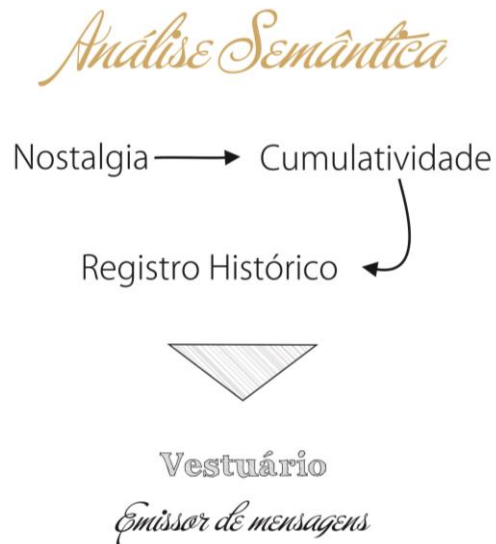 Análise Semântica
Nostalgia Cumulatividade
Registro Histórico
Vestuário
Emissor de mensagens